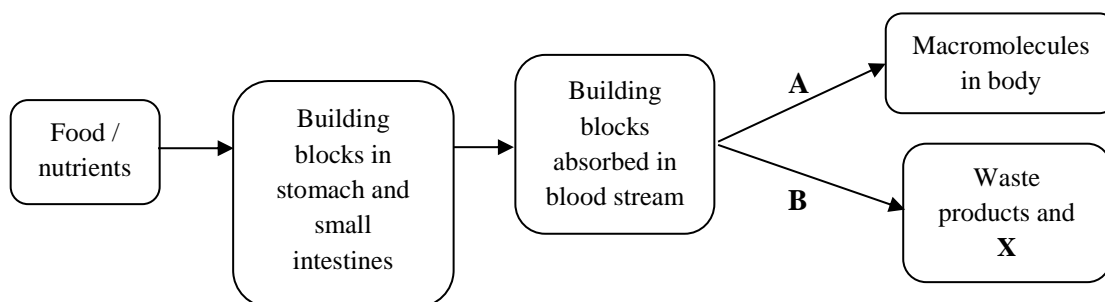 Food /
nutrients
Building
blocks in
stomach and
small
intestines
Building
blocks
absorbed in
blood stream
A
B
Macromolecules
in body
Waste
products and
X